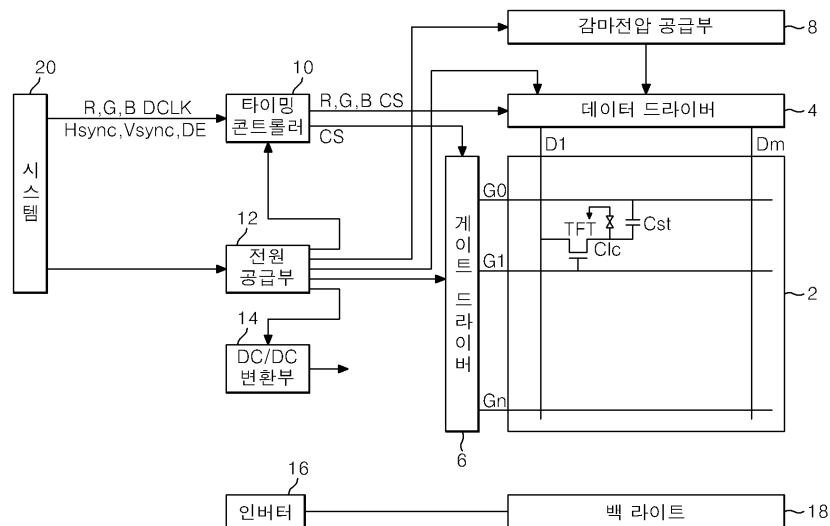 감마전압 공급부
8
20
10
R,G,B DCLK
Hsync,Vsync,DE
타이밍
콘트롤러
R,G,B CS
CS
데이터 드라이버
4
D1
Dm
시스템
G0
TFT
Clc
Cst
12
전원
공급부
게이트 드라이버
G1
2
14
DC/DC
변환부
Gn
6
16
인버터
백 라이트
18